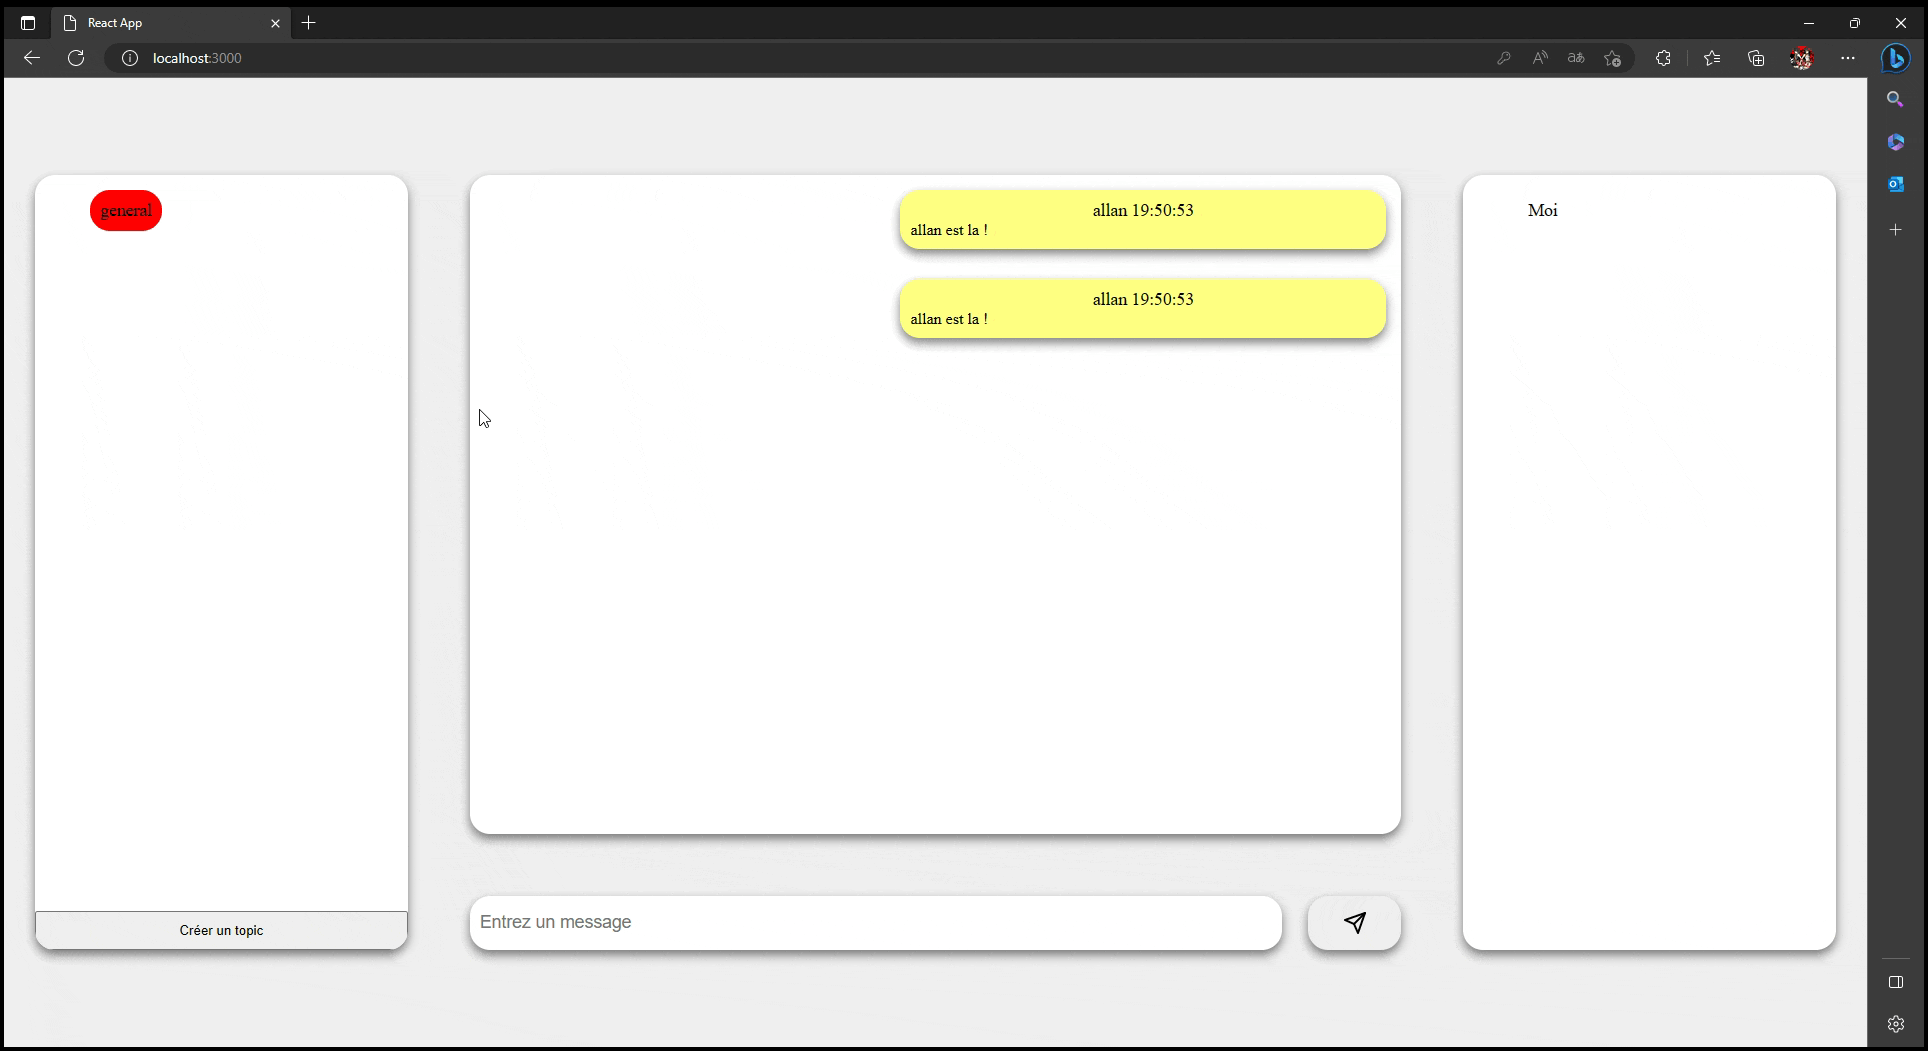 React App
localhost:3000
general
allan 19:50:53
allan est la !
allan 19:50:53
allan est la !
Moi
Entrez un message
Créer un topic